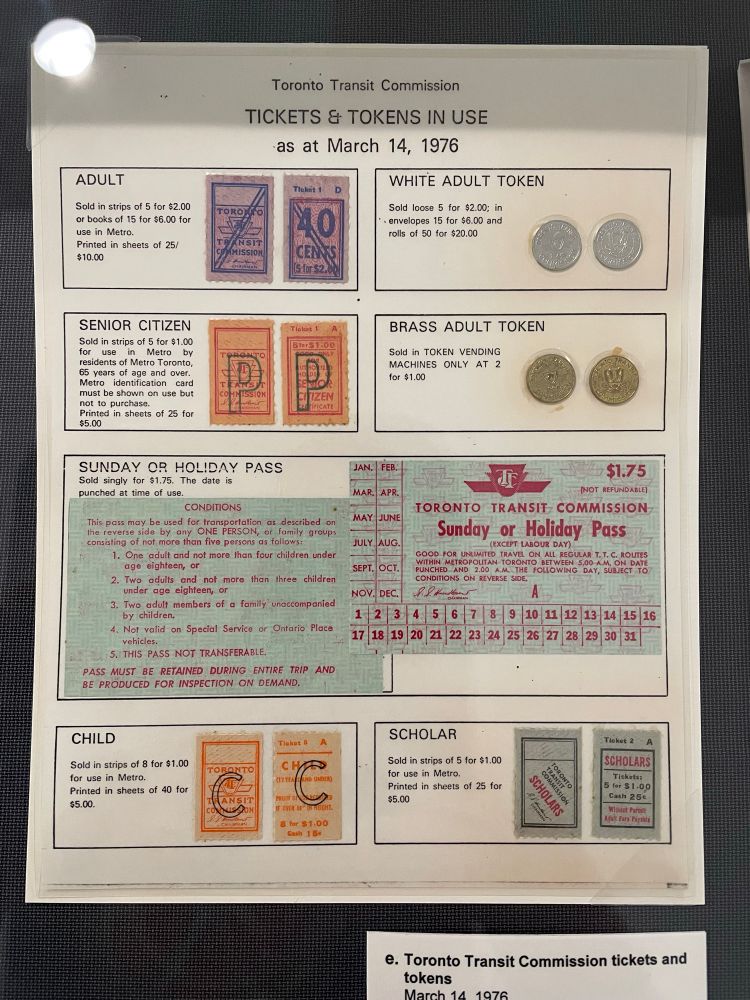 Toronto Transit Commission
TICKETS & TOKENS IN USE
as at March 14, 1976
ADULT
Sold in strips of 5 for $2.00
or books of 15 for $6.00 for
use in Metro.
Printed in sheets of 25/
$10.00
TORONTO
TRANSIT
COMMISSION
CHAIRMAN
Ticket 1 D
40
CENTS
(5 for $2.00
WHITE ADULT TOKEN
Sold loose 5 for $2.00; in
envelopes 15 for $6.00 and
rolls of 50 for $20.00
SENIOR CITIZEN
Sold in strips of 5 for $1.00
for use in Metro by
residents of Metro Toronto,
65 years of age and over.
Metro identification card
must be shown on use but
not to purchase.
Printed in sheets of 25 for
$5.00
TORONTO
TRANSIT
COMMISSION
P
Ticket 1 A
5 for $1.00
SENIOR
CITIZEN
CERTIFICATE
P
BRASS ADULT TOKEN
Sold in TOKEN VENDING
MACHINES ONLY AT 2
for $1.00
SUNDAY OR HOLIDAY PASS
Sold singly for $1.75. The date is
punched at time of use.
CONDITIONS
This pass may be used for transportation as described on
the reverse side by any ONE PERSON, or family groups
consisting of not more than five persons as follows:
1. One adult and not more than four children under
age eighteen, or
2. Two adults and not more than three children
under age eighteen, or
3. Two adult members of a family unaccompanied
by children.
4. Not valid on Special Service or Ontario Place
vehicles.
5. THIS PASS NOT TRANSFERABLE.
PASS MUST BE RETAINED DURING ENTIRE TRIP AND
BE PRODUCED FOR INSPECTION ON DEMAND.
JAN. FEB.
MAR. APR.
MAY JUNE
JULY AUG.
SEPT. OCT.
NOV. DEC.
TTC
$1.75
(NOT REFUNDABLE)
TORONTO TRANSIT COMMISSION
Sunday or Holiday Pass
(EXCEPT LABOUR DAY)
GOOD FOR UNLIMITED TRAVEL ON ALL REGULAR T.T.C. ROUTES
WITHIN METROPOLITAN TORONTO BETWEEN 5.00 A.M. ON DATE
PUNCHED AND 2.00 A.M. THE FOLLOWING DAY, SUBJECT TO
CONDITIONS ON REVERSE SIDE.
CHAIRMAN
A
1 2 3 4 5 6 7 8 9 10 11 12 13 14 15 16
17 18 19 20 21 22 23 24 25 26 27 28 29 30 31
CHILD
Sold in strips of 8 for $1.00
for use in Metro.
Printed in sheets of 40 for
$5.00.
TORONTO
TRANSIT
COMMISSION
C
Ticket 8 A
CHILD
C
8 for $1.00
Cash 15¢
SCHOLAR
Sold in strips of 5 for $1.00
for use in Metro.
Printed in sheets of 25 for
$5.00
TORONTO
TRANSIT
COMMISSION
SCHOLARS
Ticket 2 A
SCHOLARS
Tickets:
5 for $1.00
Cash 25¢
Without Permit
Adult Fare Payable
e. Toronto Transit Commission tickets and
tokens
March 14, 1976